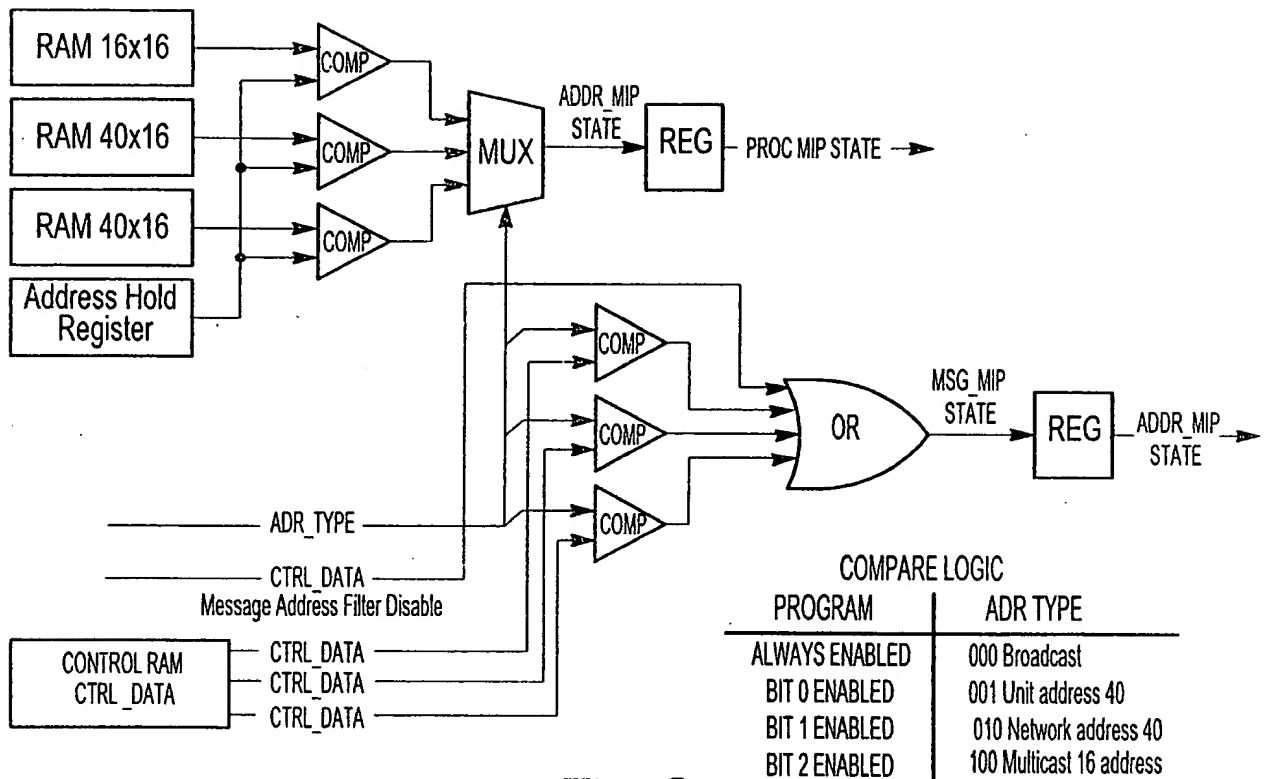 RAM 16x16
COMP
RAM 40x16
COMP
RAM 40x16
COMP
Address Hold
Register
MUX
ADDR_MIP
STATE
REG
PROC MIP STATE
COMP
COMP
COMP
OR
MSG_MIP
STATE
REG
ADDR_MIP
STATE
ADR_TYPE
CTRL_DATA
Message Address Filter Disable
CONTROL RAM
CTRL_DATA
CTRL_DATA
CTRL_DATA
CTRL_DATA
COMPARE LOGIC
PROGRAM ADR TYPE
ALWAYS ENABLED 000 Broadcast
BIT 0 ENABLED 001 Unit address 40
BIT 1 ENABLED 010 Network address 40
BIT 2 ENABLED 100 Multicast 16 address